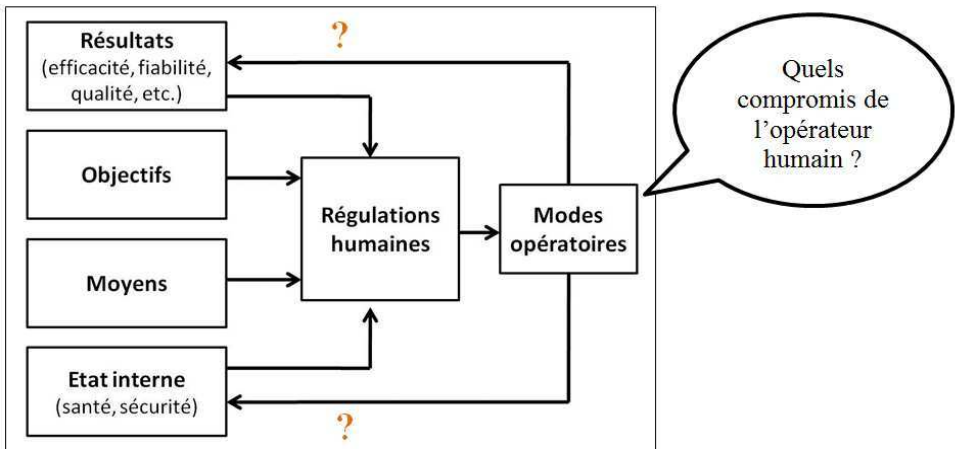 Résultats
(efficacité, fiabilité,
qualité, etc.)
?
Objectifs
Moyens
Etat interne
(santé, sécurité)
?
Régulations
humaines
Modes
opératoires
Quels
compromis de
l’opérateur
humain ?